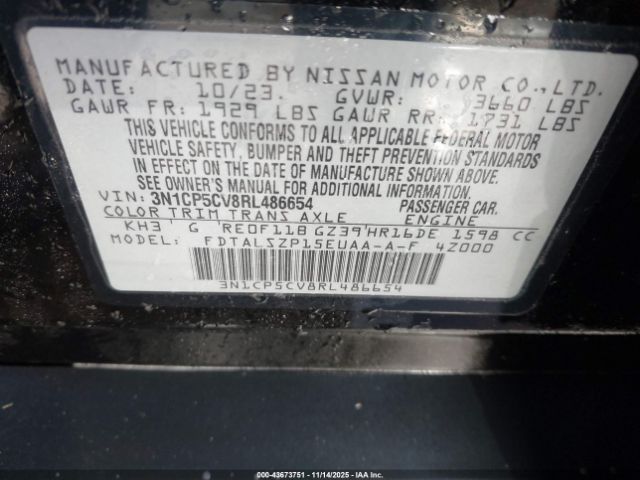 MANUFACTURED BY NISSAN MOTOR CO., LTD.
DATE: 10/23. GVWR: 3660 LBS
GAWR FR: 1929 LBS GAWR RR: 1731 LBS
THIS VEHICLE CONFORMS TO ALL APPLICABLE FEDERAL MOTOR
VEHICLE SAFETY, BUMPER AND THEFT PREVENTION STANDARDS
IN EFFECT ON THE DATE OF MANUFACTURE SHOWN ABOVE.
SEE OWNER'S MANUAL FOR ADDITIONAL INFORMATION.
VIN: 3N1CP5CV8RL486654 PASSENGER CAR.
COLOR TRIM TRANS AXLE ENGINE
KH3 G RE0F11B GZ39 HR16DE 1598 CC
MODEL: FDTALSZP15EUAA-A-F 4Z000
3N1CP5CV8RL486654
000-43673751 - 11/14/2025 - IAAI.COM